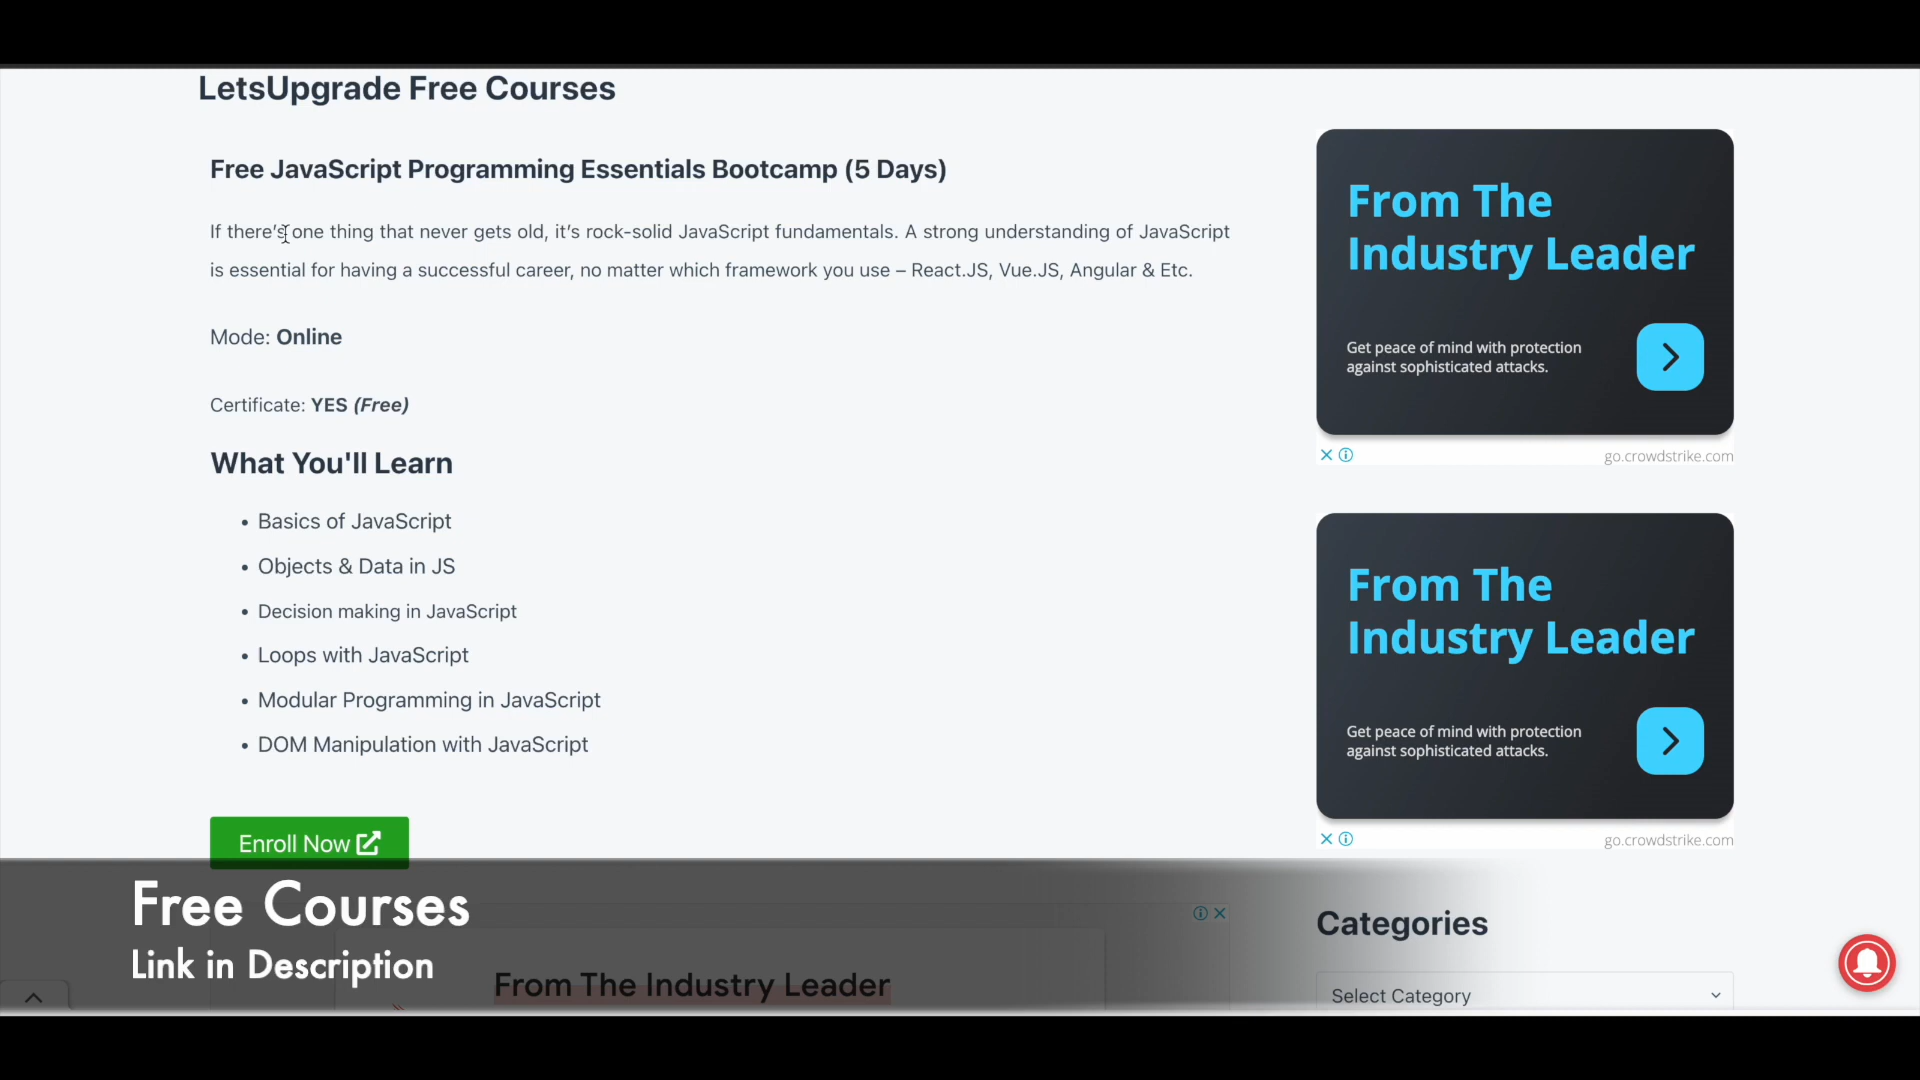 LetsUpgrade Free Courses
Free JavaScript Programming Essentials Bootcamp (5 Days)
If there's one thing that never gets old, it's rock-solid JavaScript fundamentals. A strong understanding of JavaScript
is essential for having a successful career, no matter which framework you use – React.JS, Vue.JS, Angular & Etc.
Mode: Online
Certificate: YES (Free)
What You'll Learn
• Basics of JavaScript
• Objects & Data in JS
• Decision making in JavaScript
• Loops with JavaScript
• Modular Programming in JavaScript
• DOM Manipulation with JavaScript
Enroll Now
From The
Industry Leader
Get peace of mind with protection
against sophisticated attacks.
go.crowdstrike.com
From The
Industry Leader
Get peace of mind with protection
against sophisticated attacks.
go.crowdstrike.com
Categories
Select Category
Free Courses
Link in Description
From The Industry Leader